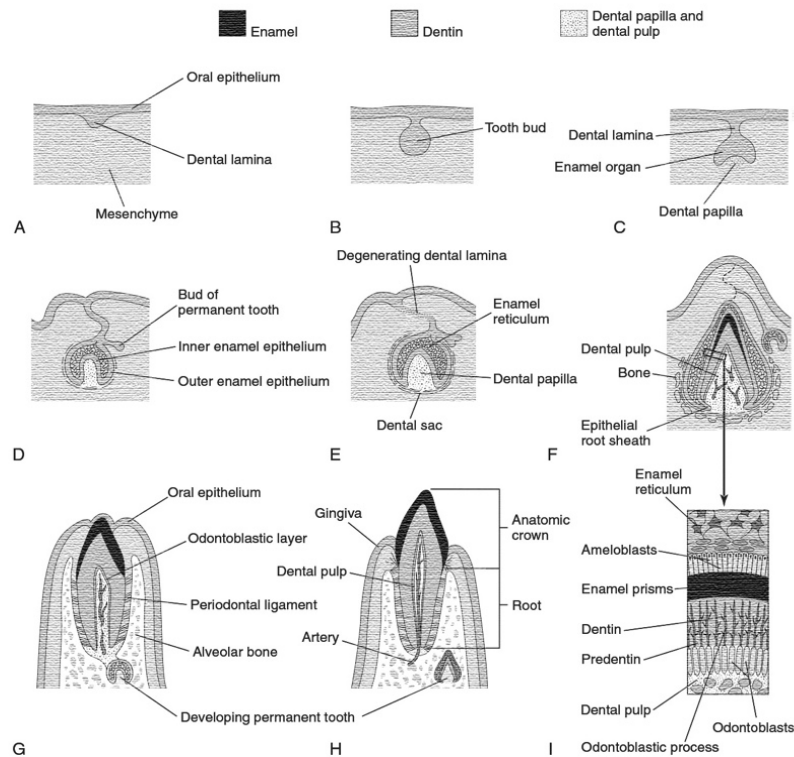 Enamel
Dentin
Dental papilla and
dental pulp
Oral epithelium
Dental lamina
Mesenchyme
A
Tooth bud
B
Dental lamina
Enamel organ
Dental papilla
C
Bud of
permanent tooth
Inner enamel epithelium
Outer enamel epithelium
D
Degenerating dental lamina
Enamel
reticulum
Dental papilla
Dental sac
E
Dental pulp
Bone
Epithelial
root sheath
F
Oral epithelium
Odontoblastic layer
Periodontal ligament
Alveolar bone
Developing permanent tooth
G
Gingiva
Dental pulp
Artery
Anatomic
crown
Root
H
Enamel
reticulum
Ameloblasts
Enamel prisms
Dentin
Predentin
Dental pulp
Odontoblasts
Odontoblastic process
I